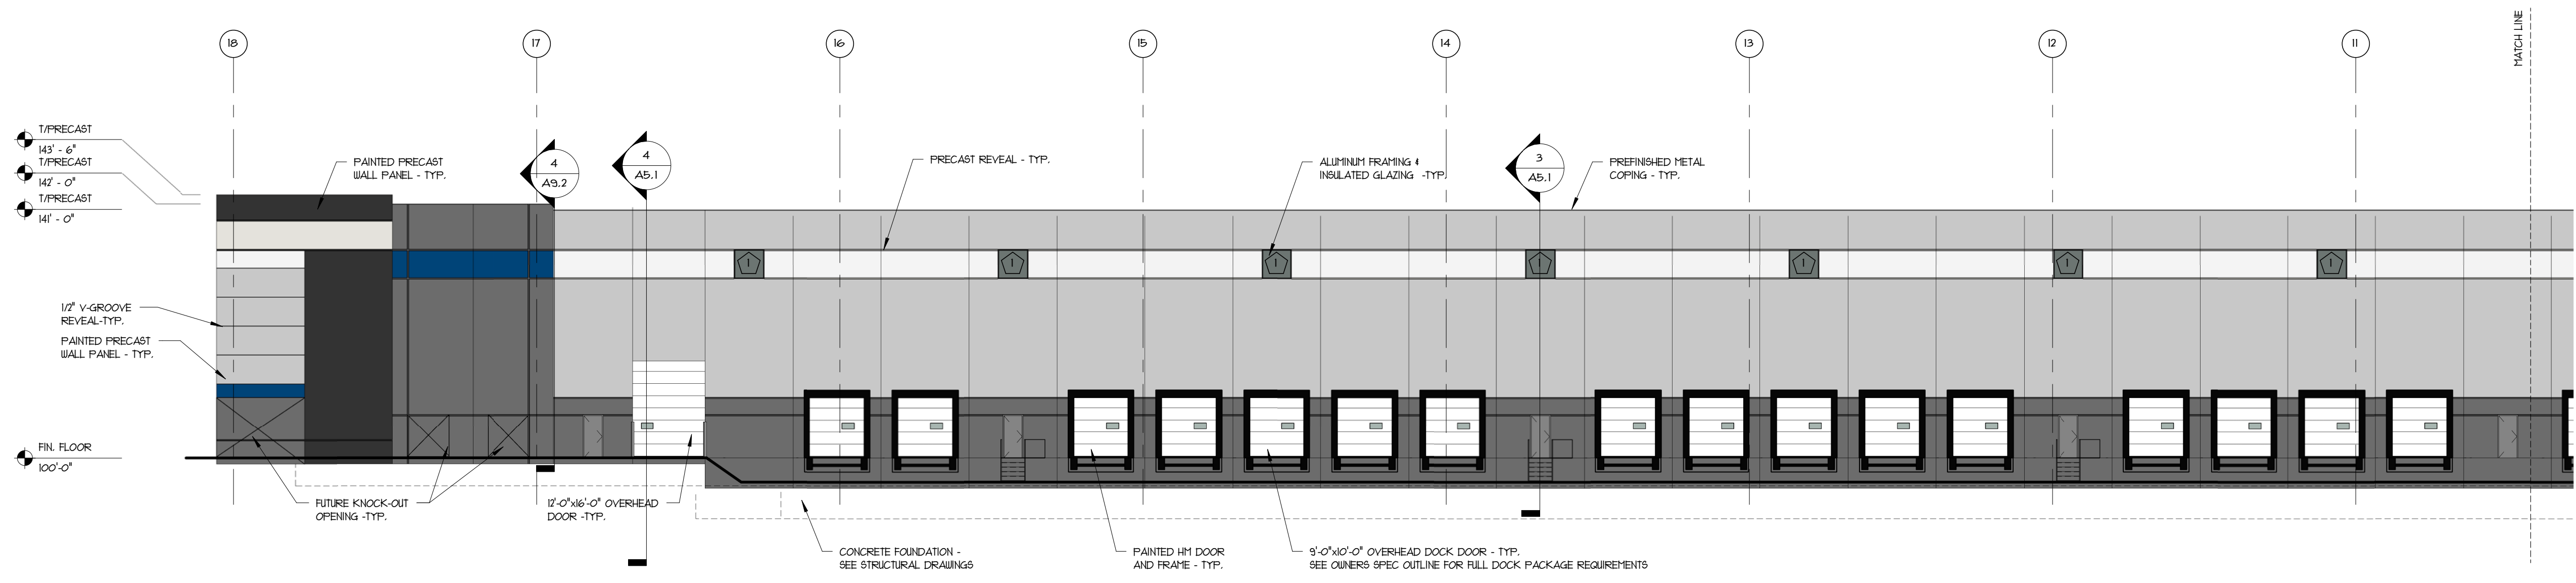 18
17
16
15
14
13
12
11
MATCH LINE
T/PRECAST
143' - 6"
T/PRECAST
142' - 0"
T/PRECAST
141' - 0"
PAINTED PRECAST
WALL PANEL - TYP.
4
A9.2
4
A5.1
PRECAST REVEAL - TYP.
ALUMINUM FRAMING &
INSULATED GLAZING -TYP.
3
A5.1
PREFINISHED METAL
COPING - TYP.
1
1
1
1
1
1
1
1/2" V-GROOVE
REVEAL-TYP.
PAINTED PRECAST
WALL PANEL - TYP.
FIN. FLOOR
100'-0"
FUTURE KNOCK-OUT
OPENING -TYP.
12'-0"x16'-0" OVERHEAD
DOOR -TYP.
CONCRETE FOUNDATION -
SEE STRUCTURAL DRAWINGS
PAINTED HM DOOR
AND FRAME - TYP.
9'-0"x10'-0" OVERHEAD DOCK DOOR - TYP.
SEE OWNERS SPEC OUTLINE FOR FULL DOCK PACKAGE REQUIREMENTS